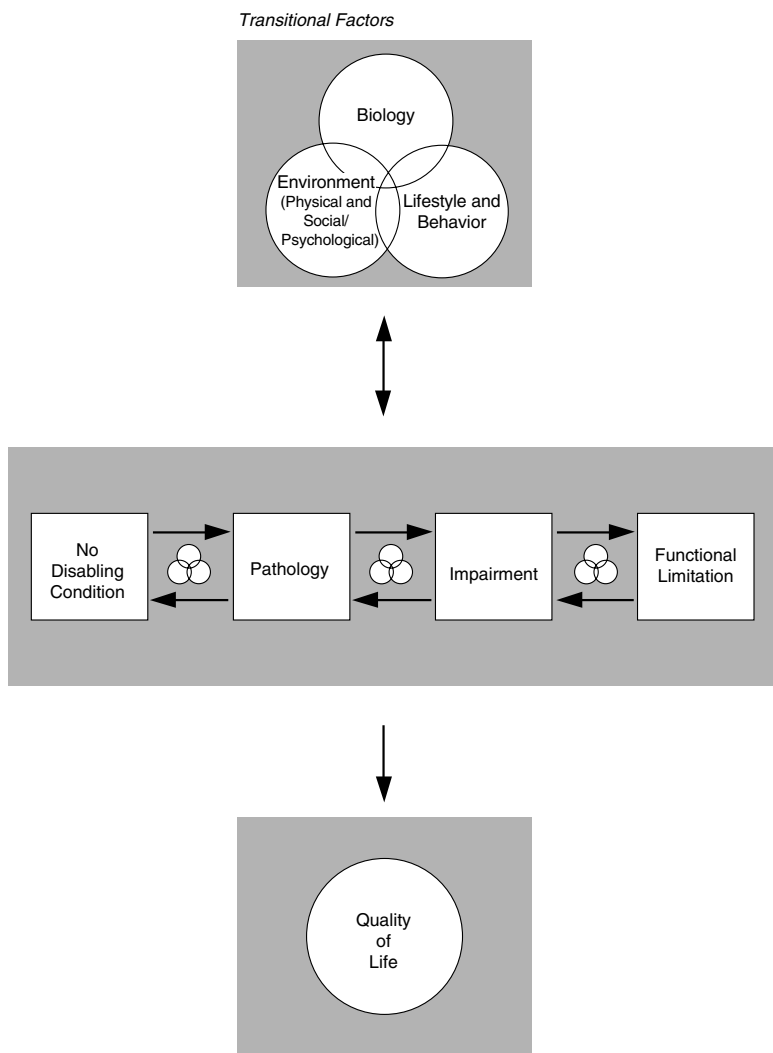 Transitional Factors
Biology
Environment
(Physical and
Social/
Psychological)
Lifestyle and
Behavior
No
Disabling
Condition
Pathology
Impairment
Functional
Limitation
Quality
of
Life